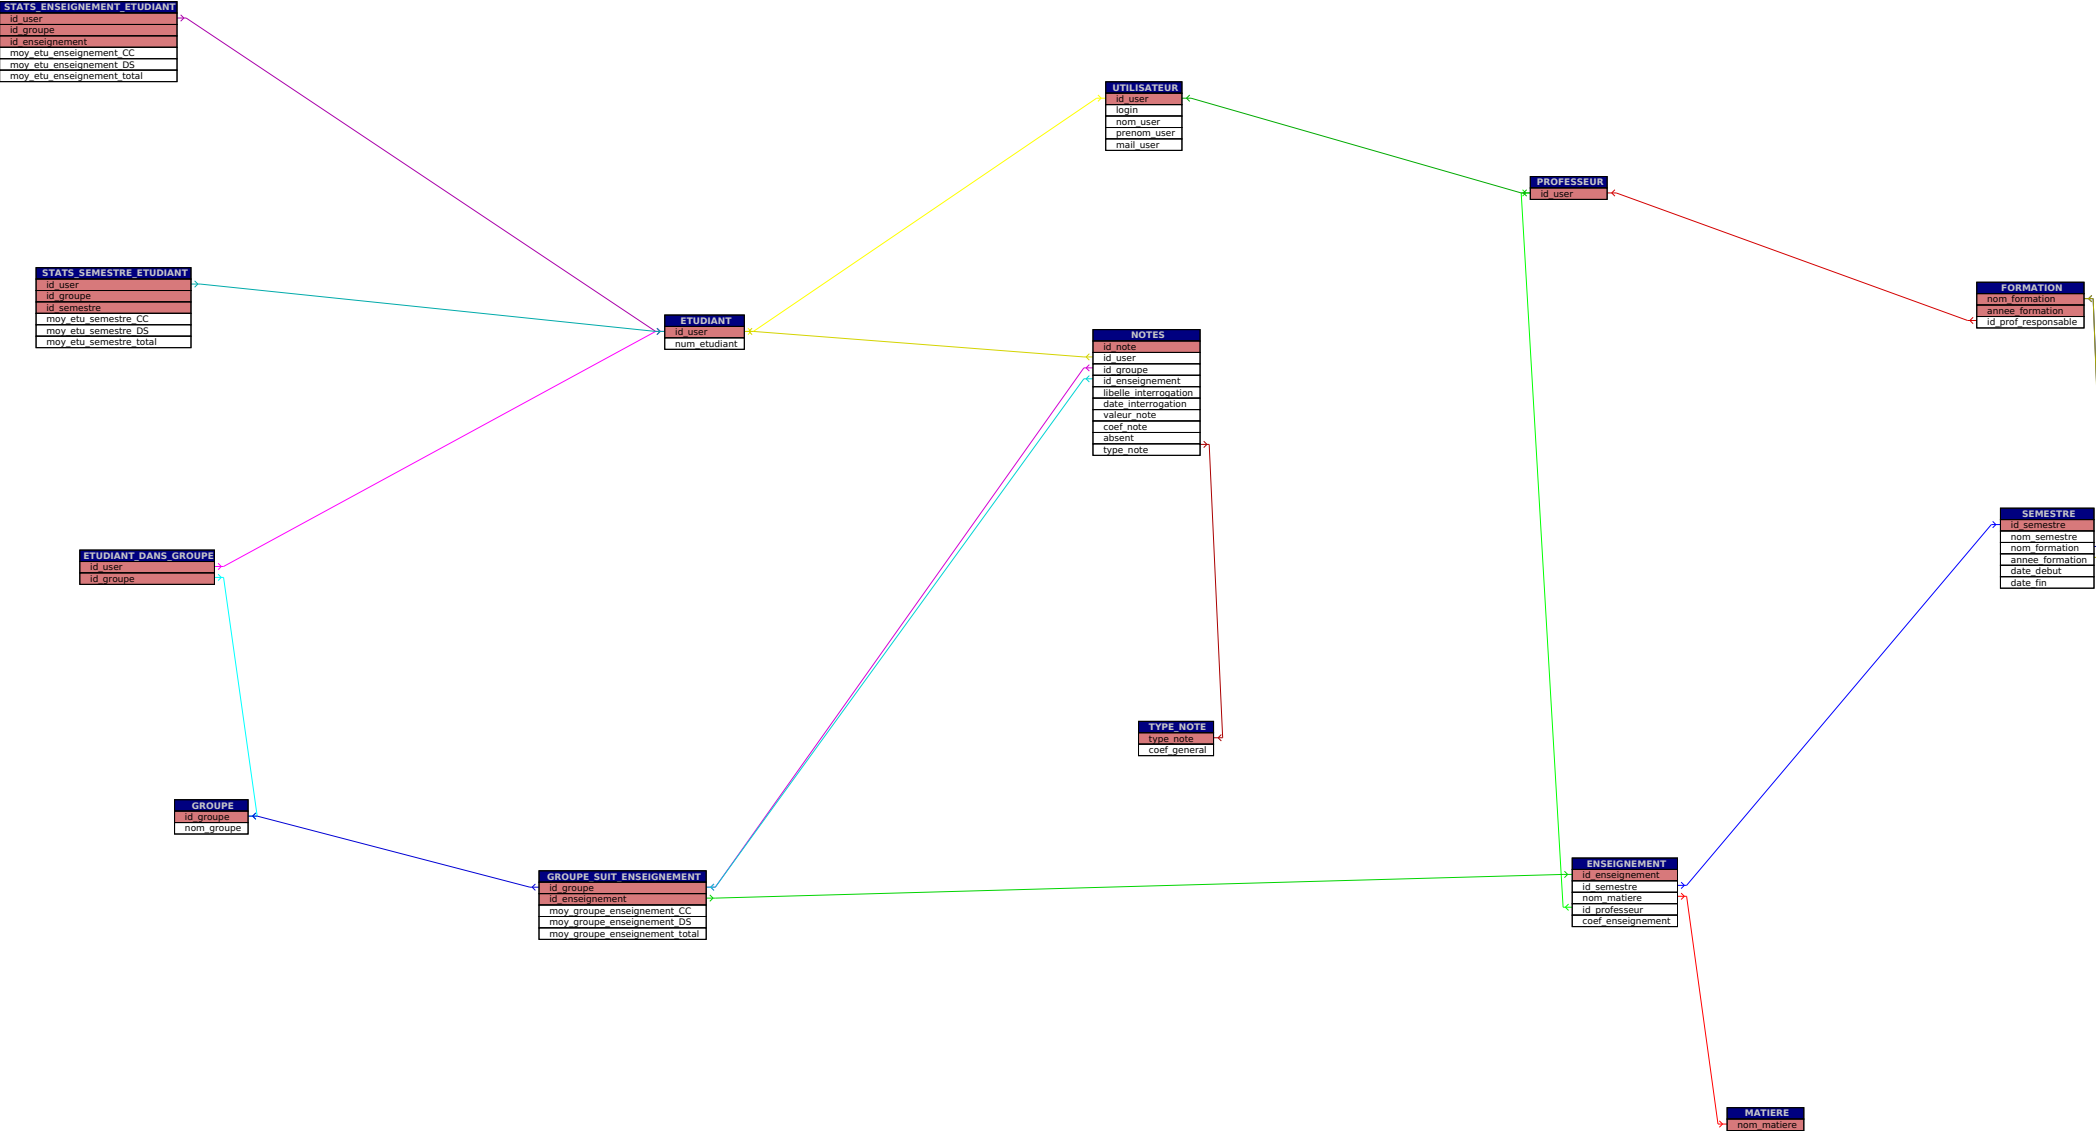 STATS_ENSEIGNEMENT_ETUDIANT
id_user
id_groupe
id_enseignement
moy_etu_enseignement_CC
moy_etu_enseignement_DS
moy_etu_enseignement_total
UTILISATEUR
id_user
login
nom_user
prenom_user
mail_user
PROFESSEUR
id_user
STATS_SEMESTRE_ETUDIANT
id_user
id_groupe
id_semestre
moy_etu_semestre_CC
moy_etu_semestre_DS
moy_etu_semestre_total
FORMATION
nom_formation
annee_formation
id_prof_responsable
ETUDIANT
id_user
num_etudiant
NOTES
id_note
id_user
id_groupe
id_enseignement
libelle_interrogation
date_interrogation
valeur_note
coef_note
absent
type_note
SEMESTRE
id_semestre
nom_semestre
nom_formation
annee_formation
date_debut
date_fin
ETUDIANT_DANS_GROUPE
id_user
id_groupe
TYPE_NOTE
type_note
coef_general
GROUPE
id_groupe
nom_groupe
GROUPE_SUIT_ENSEIGNEMENT
id_groupe
id_enseignement
moy_groupe_enseignement_CC
moy_groupe_enseignement_DS
moy_groupe_enseignement_total
ENSEIGNEMENT
id_enseignement
id_semestre
nom_matiere
id_professeur
coef_enseignement
MATIERE
nom_matiere